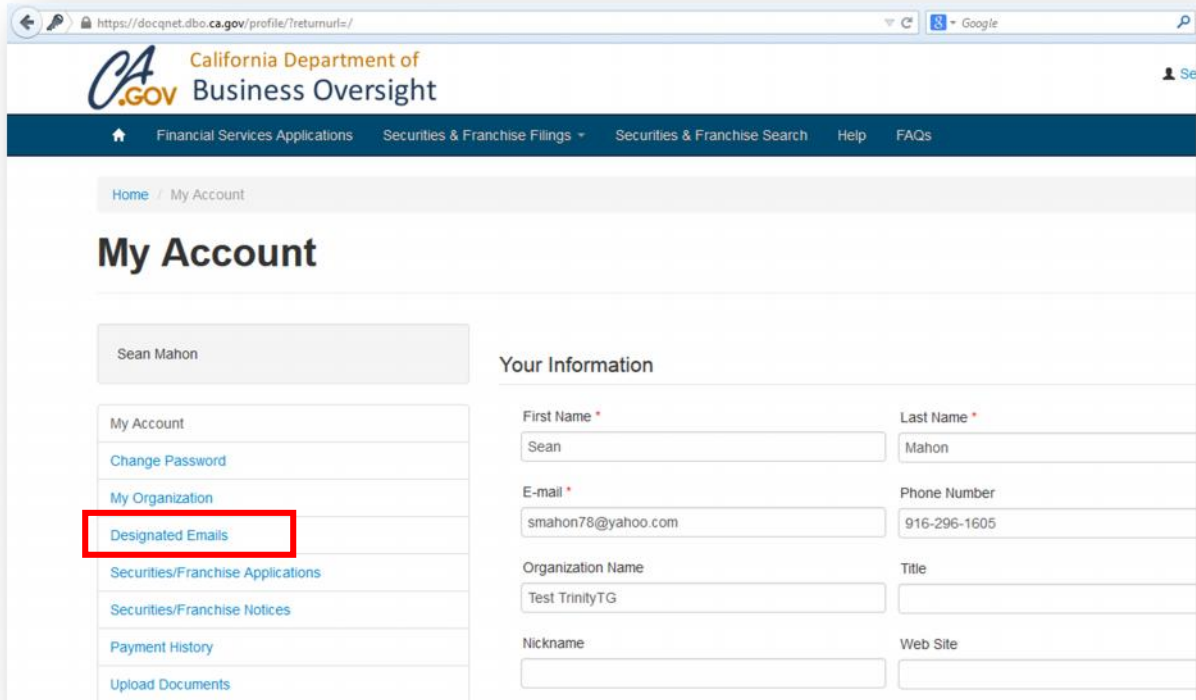 https://docqnet.dbo.ca.gov/profile/?returnurl=/
8 - Google
CA
.GOV
California Department of
Business Oversight
Se
Financial Services Applications Securities & Franchise Filings Securities & Franchise Search Help FAQs
Home / My Account
My Account
Sean Mahon
My Account
Change Password
My Organization
Designated Emails
Securities/Franchise Applications
Securities/Franchise Notices
Payment History
Upload Documents
Your Information
First Name * Last Name *
Sean Mahon
E-mail * Phone Number
smahon78@yahoo.com 916-296-1605
Organization Name Title
Test TrinityTG
Nickname Web Site